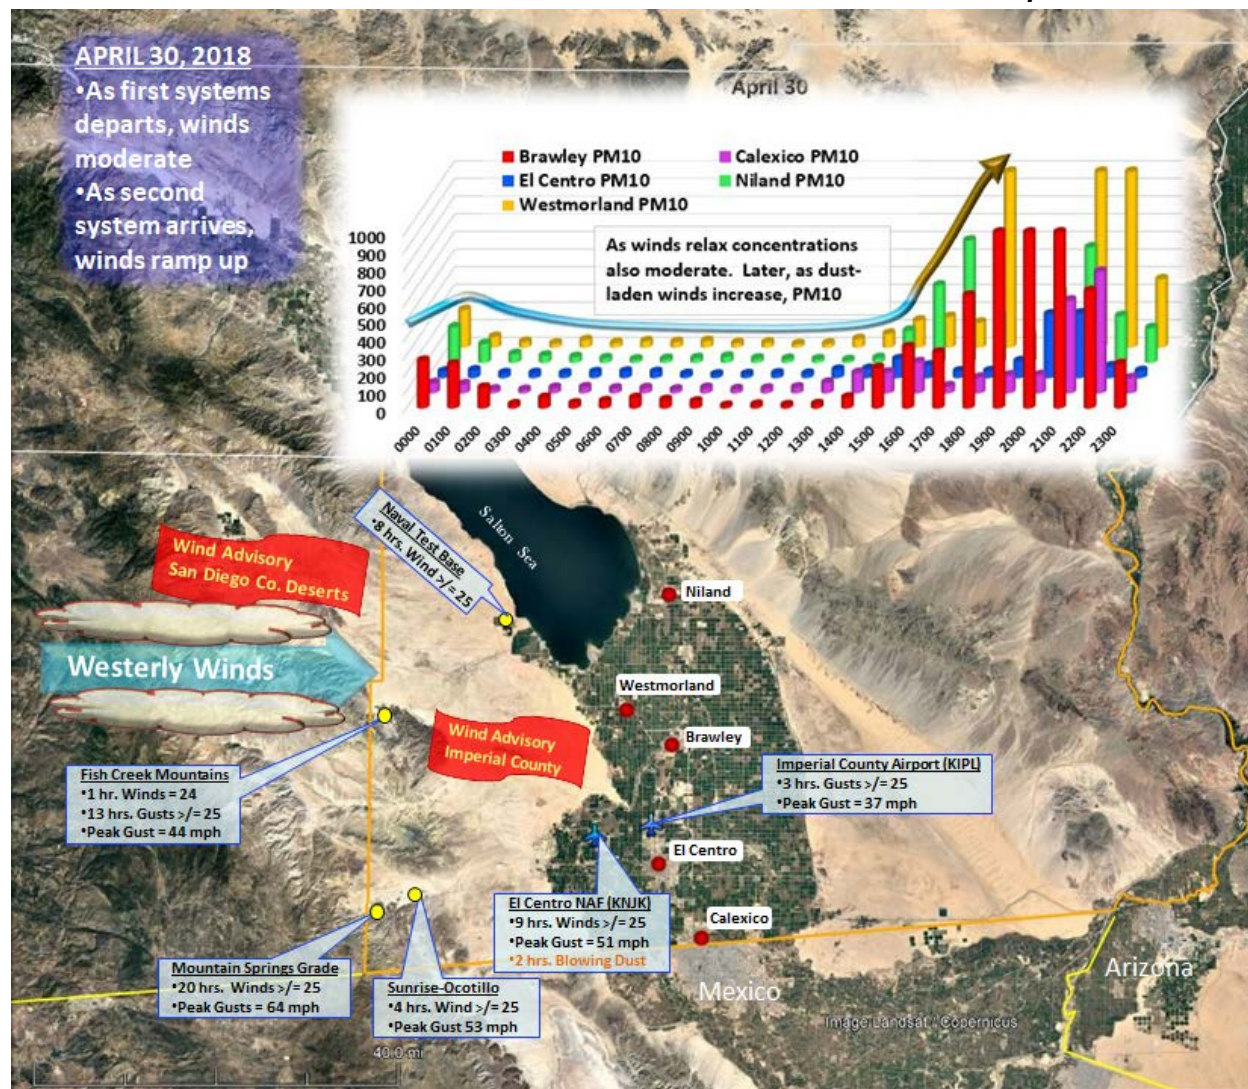 APRIL 30, 2018
•As first systems
departs, winds
moderate
•As second
system arrives,
winds ramp up
April 30
Brawley PM10
Calexico PM10
El Centro PM10
Niland PM10
Westmorland PM10
As winds relax concentrations
also moderate. Later, as dust-
laden winds increase, PM10
1000
900
800
700
600
500
400
300
200
100
0
0000
0100
0200
0300
0400
0500
0600
0700
0800
0900
1000
1100
1200
1300
1400
1500
1600
1700
1800
1900
2000
2100
2200
2300
Naval Test Base
•8 hrs. Wind >/= 25
Salton Sea
Wind Advisory
San Diego Co. Deserts
Niland
Westerly Winds
Westmorland
Brawley
Wind Advisory
Imperial County
Fish Creek Mountains
•1 hr. Winds = 24
•13 hrs. Gusts >/= 25
•Peak Gust = 44 mph
Imperial County Airport (KIPL)
•3 hrs. Gusts >/= 25
•Peak Gust = 37 mph
El Centro
El Centro NAF (KNJK)
•9 hrs. Winds >/= 25
•Peak Gust = 51 mph
•2 hrs. Blowing Dust
Calexico
Mountain Springs Grade
•20 hrs. Winds >/= 25
•Peak Gusts = 64 mph
Sunrise-Ocotillo
•4 hrs. Wind >/= 25
•Peak Gust 53 mph
Mexico
Arizona
Image Landsat / Copernicus
40.0 mi